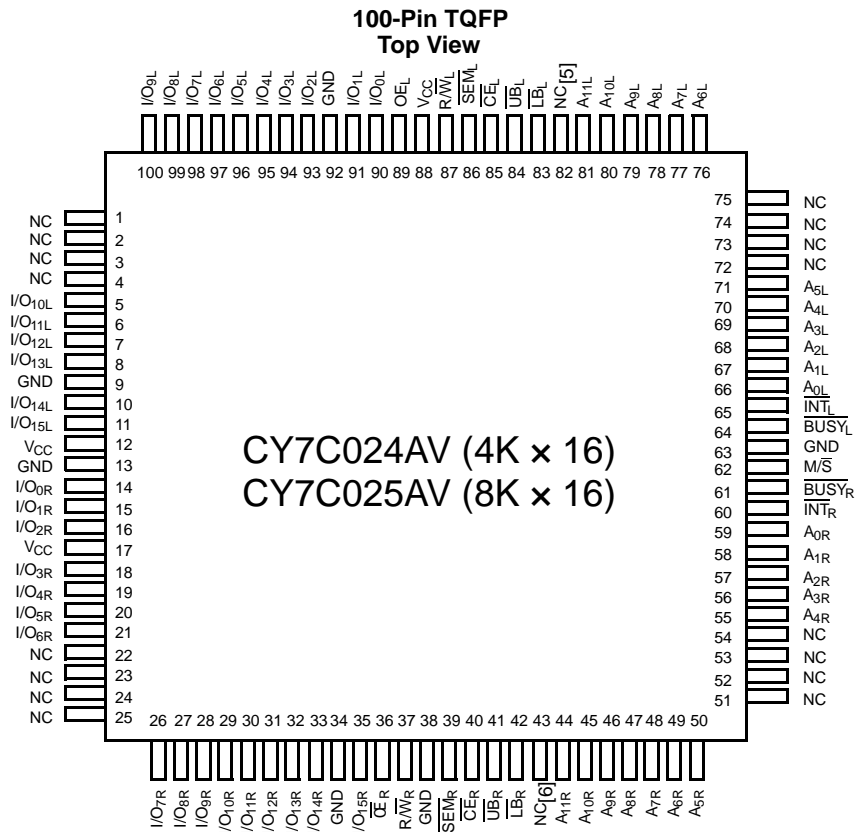 100-Pin TQFP
Top View
I/O9L I/O8L I/O7L I/O6L I/O5L I/O4L I/O3L I/O2L GND I/O1L I/O0L OEL VCC R/WL SEML CEL UBL LBL NC[5] A11L A10L A9L A8L A7L A6L
100 99 98 97 96 95 94 93 92 91 90 89 88 87 86 85 84 83 82 81 80 79 78 77 76
NC 1
NC 2
NC 3
NC 4
I/O10L 5
I/O11L 6
I/O12L 7
I/O13L 8
GND 9
I/O14L 10
I/O15L 11
VCC 12
GND 13
I/O0R 14
I/O1R 15
I/O2R 16
VCC 17
I/O3R 18
I/O4R 19
I/O5R 20
I/O6R 21
NC 22
NC 23
NC 24
NC 25
CY7C024AV (4K × 16)
CY7C025AV (8K × 16)
75 NC
74 NC
73 NC
72 NC
71 A5L
70 A4L
69 A3L
68 A2L
67 A1L
66 A0L
65 INTL
64 BUSYL
63 GND
62 M/S
61 BUSYR
60 INTR
59 A0R
58 A1R
57 A2R
56 A3R
55 A4R
54 NC
53 NC
52 NC
51 NC
26 27 28 29 30 31 32 33 34 35 36 37 38 39 40 41 42 43 44 45 46 47 48 49 50
I/O7R I/O8R I/O9R /O10R /O11R /O12R /O13R /O14R GND /O15R OER R/WR GND SEMR CER UBR LBR NC[6] A11R A10R A9R A8R A7R A6R A5R